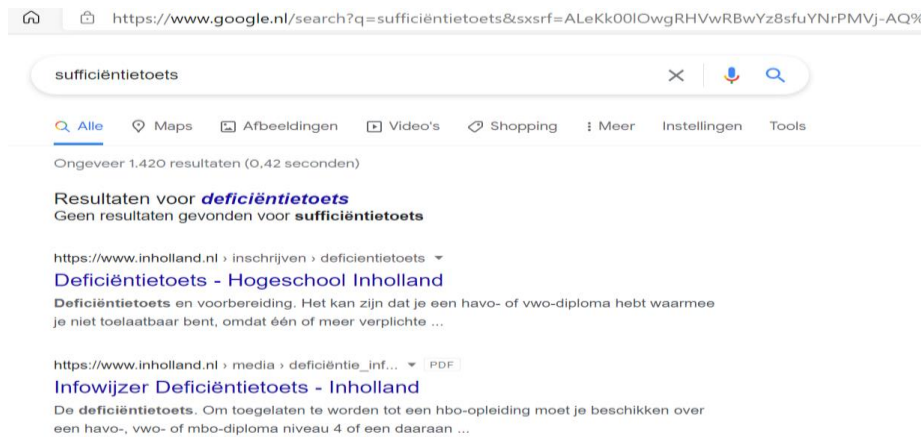 https://www.google.nl/search?q=sufficiëntietoets&sxsrf=ALeKk00lOwgRHVwRBwYz8sfuYNrPMVj-AQ%
sufficiëntietoets
Alle Maps Afbeeldingen Video's Shopping Meer Instellingen Tools
Ongeveer 1.420 resultaten (0,42 seconden)
Resultaten voor deficiëntietoets
Geen resultaten gevonden voor sufficiëntietoets
https://www.inholland.nl › inschrijven › deficientietoets
Deficiëntietoets - Hogeschool Inholland
Deficiëntietoets en voorbereiding. Het kan zijn dat je een havo- of vwo-diploma hebt waarmee
je niet toelaatbaar bent, omdat één of meer verplichte ...
https://www.inholland.nl › media › deficiëntie_inf... PDF
Infowijzer Deficiëntietoets - Inholland
De deficiëntietoets. Om toegelaten te worden tot een hbo-opleiding moet je beschikken over
een havo-, vwo- of mbo-diploma niveau 4 of een daaraan ...